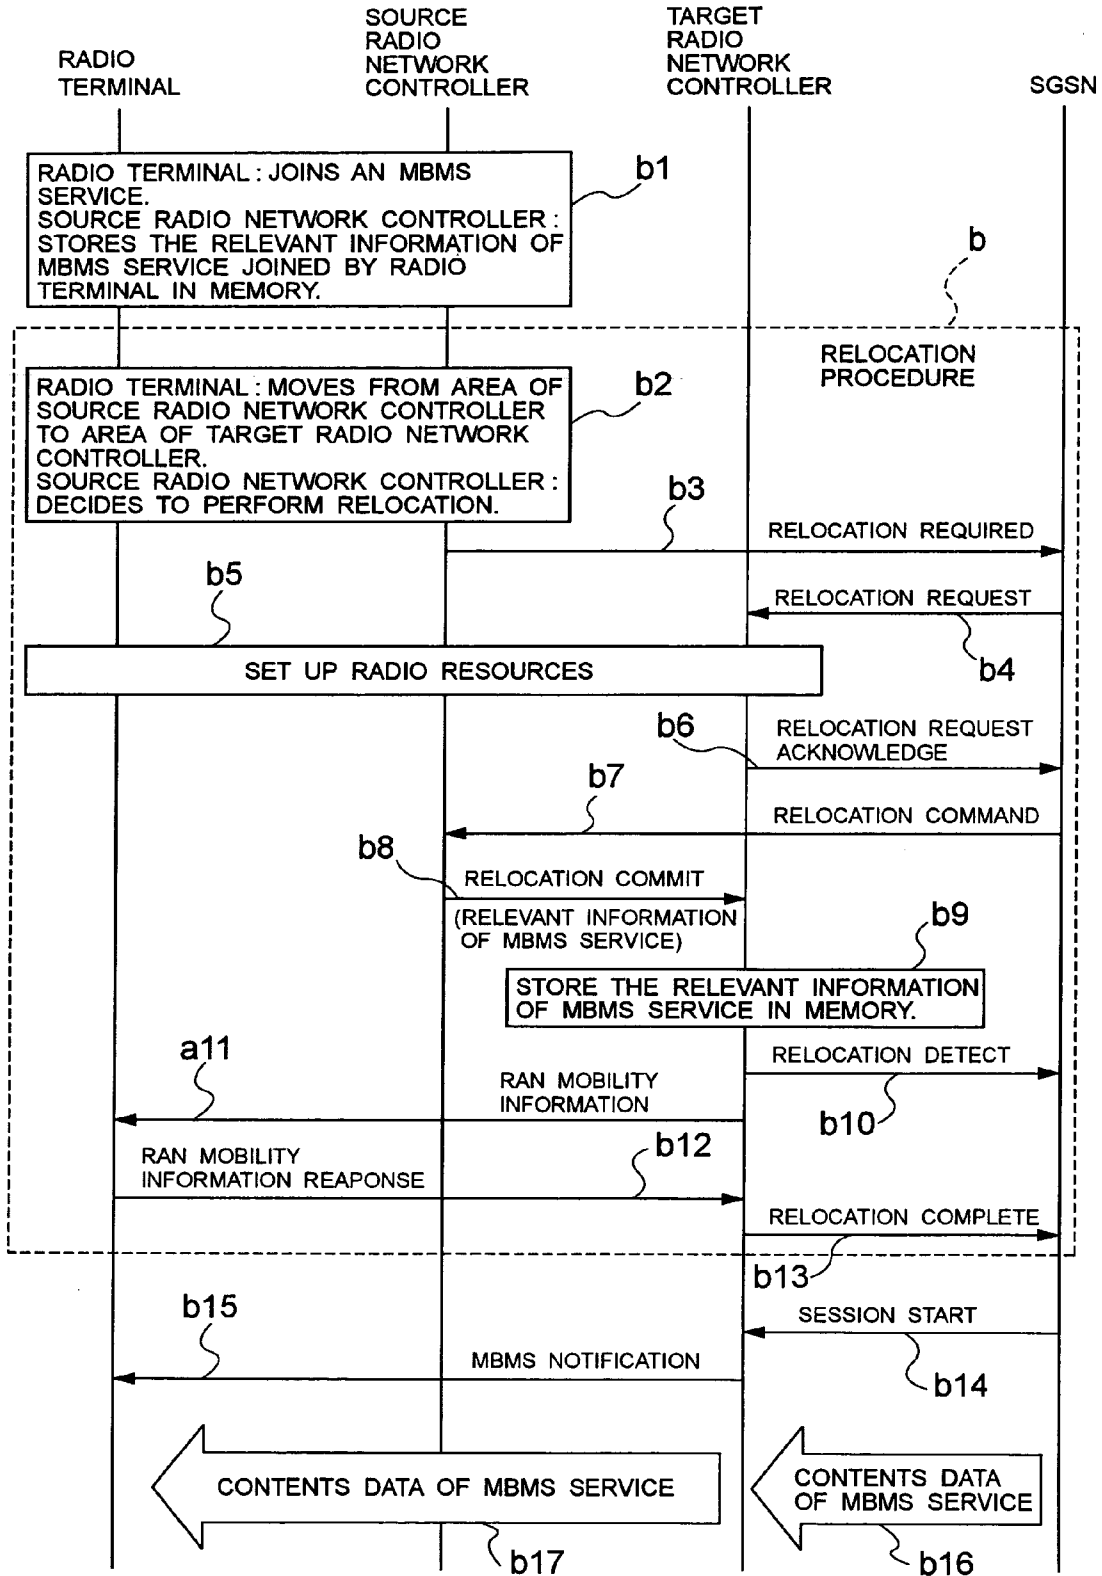 RADIO
TERMINAL
SOURCE
RADIO
NETWORK
CONTROLLER
TARGET
RADIO
NETWORK
CONTROLLER
SGSN
RADIO TERMINAL : JOINS AN MBMS
SERVICE.
SOURCE RADIO NETWORK CONTROLLER :
STORES THE RELEVANT INFORMATION OF
MBMS SERVICE JOINED BY RADIO
TERMINAL IN MEMORY.
b1
b
RELOCATION
PROCEDURE
RADIO TERMINAL : MOVES FROM AREA OF
SOURCE RADIO NETWORK CONTROLLER
TO AREA OF TARGET RADIO NETWORK
CONTROLLER.
SOURCE RADIO NETWORK CONTROLLER :
DECIDES TO PERFORM RELOCATION.
b2
b3
RELOCATION REQUIRED
b5
RELOCATION REQUEST
b4
SET UP RADIO RESOURCES
b6
RELOCATION REQUEST
ACKNOWLEDGE
b7
RELOCATION COMMAND
b8
RELOCATION COMMIT
(RELEVANT INFORMATION
OF MBMS SERVICE)
b9
STORE THE RELEVANT INFORMATION
OF MBMS SERVICE IN MEMORY.
a11
RELOCATION DETECT
RAN MOBILITY
INFORMATION
b10
RAN MOBILITY
INFORMATION REAPONSE
b12
RELOCATION COMPLETE
b13
b15
SESSION START
MBMS NOTIFICATION
b14
CONTENTS DATA OF MBMS SERVICE
CONTENTS DATA
OF MBMS SERVICE
b17
b16